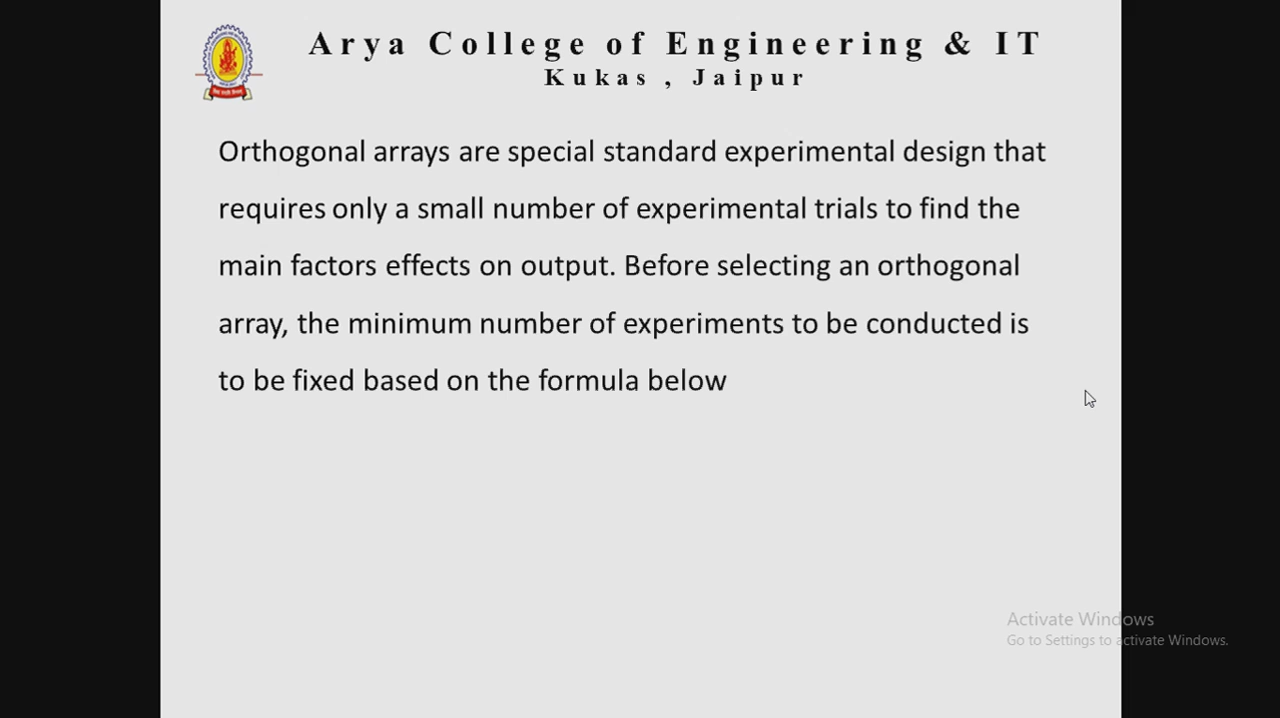 Arya College of Engineering & IT
Kukas , Jaipur
Orthogonal arrays are special standard experimental design that
requires only a small number of experimental trials to find the
main factors effects on output. Before selecting an orthogonal
array, the minimum number of experiments to be conducted is
to be fixed based on the formula below
Activate Windows
Go to Settings to activate Windows.